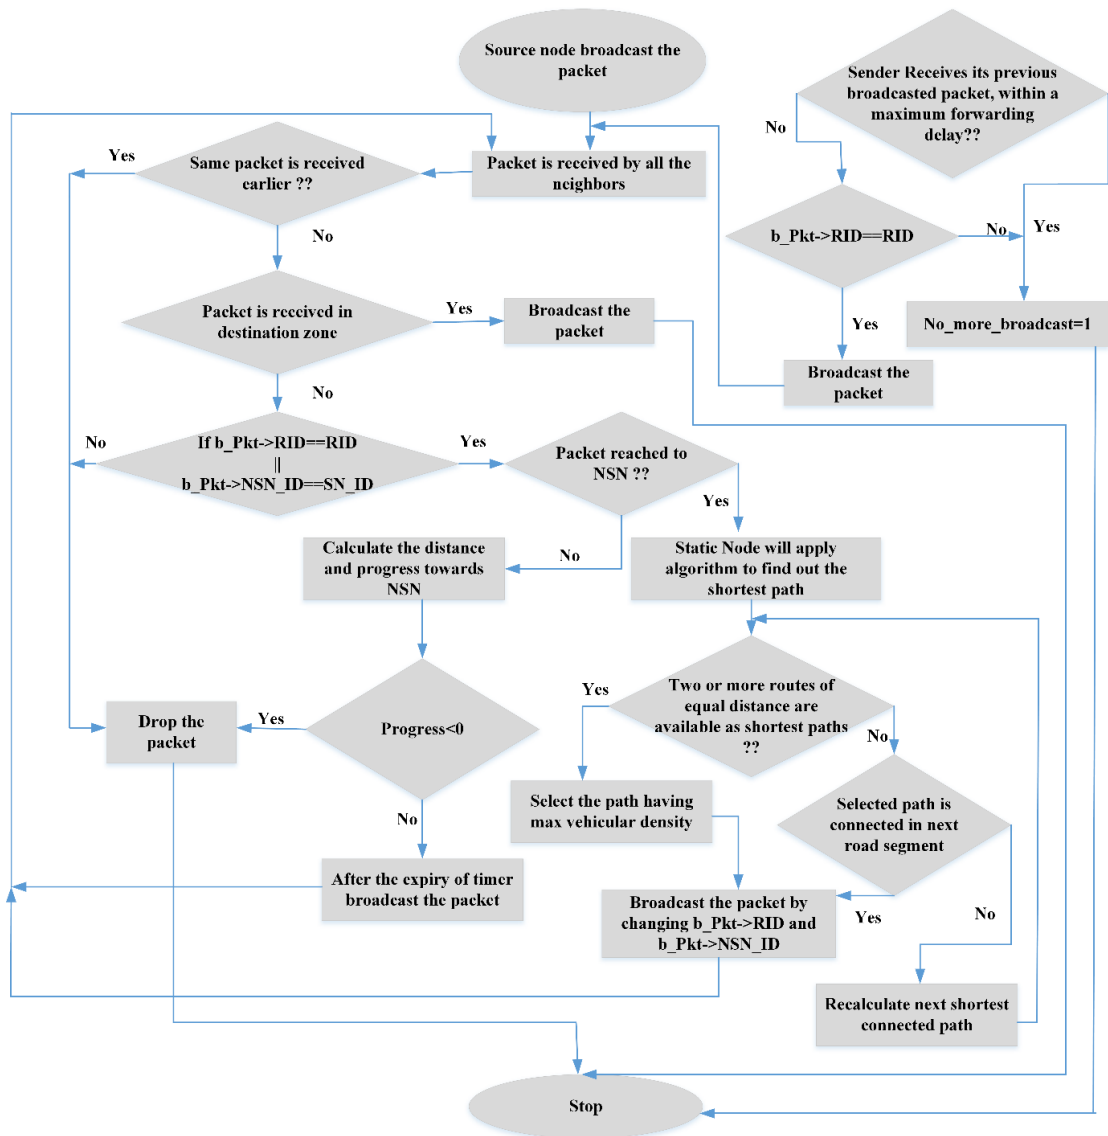 Source node broadcast the
packet
Sender Receives its previous
broadcasted packet, within a
maximum forwarding
delay??
No
Yes
Same packet is received
earlier ??
Packet is received by all the
neighbors
No
b_Pkt->RID==RID
No
Yes
Packet is received in
destination zone
Yes
Broadcast the
packet
Yes
No_more_broadcast=1
Broadcast the
packet
No
No
If b_Pkt->RID==RID
||
b_Pkt->NSN_ID==SN_ID
Yes
Packet reached to
NSN ??
Yes
Calculate the distance
and progress towards
NSN
No
Static Node will apply
algorithm to find out the
shortest path
Two or more routes of
equal distance are
available as shortest paths
??
Yes
No
Drop the
packet
Yes
Progress<0
No
Select the path having
max vehicular density
Selected path is
connected in next
road segment
After the expiry of timer
broadcast the packet
Broadcast the packet by
changing b_Pkt->RID and
b_Pkt->NSN_ID
Yes
No
Recalculate next shortest
connected path
Stop